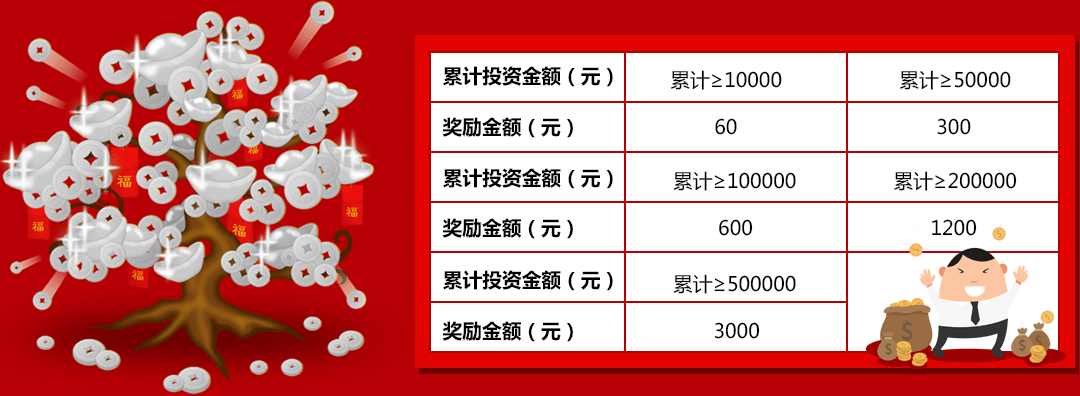 累计投资金额（元） 累计≥10000 累计≥50000
奖励金额（元） 60 300
累计投资金额（元） 累计≥100000 累计≥200000
奖励金额（元） 600 1200
累计投资金额（元） 累计≥500000
奖励金额（元） 3000
福
福
福
福
福
福
福